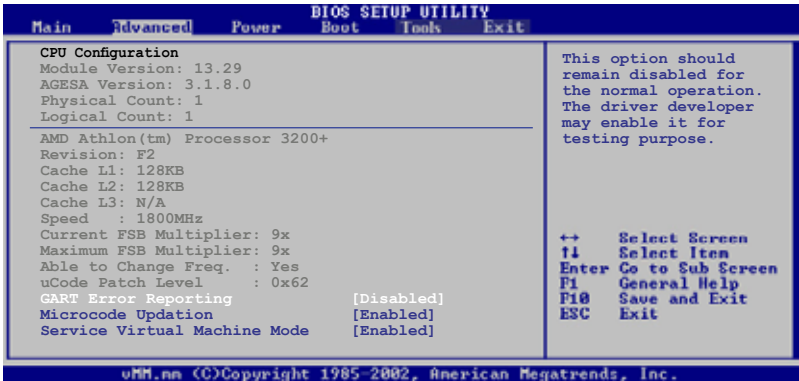 BIOS SETUP UTILITY
Main Advanced Power Boot Tools Exit
CPU Configuration
Module Version: 13.29
AGESA Version: 3.1.8.0
Physical Count: 1
Logical Count: 1
AMD Athlon(tm) Processor 3200+
Revision: F2
Cache L1: 128KB
Cache L2: 128KB
Cache L3: N/A
Speed : 1800MHz
Current FSB Multiplier: 9x
Maximum FSB Multiplier: 9x
Able to Change Freq. : Yes
uCode Patch Level : 0x62
GART Error Reporting [Disabled]
Microcode Updation [Enabled]
Service Virtual Machine Mode [Enabled]
This option should
remain disabled for
the normal operation.
The driver developer
may enable it for
testing purpose.
↔ Select Screen
↑↓ Select Item
Enter Go to Sub Screen
F1 General Help
F10 Save and Exit
ESC Exit
vMM.mm (C)Copyright 1985-2002, American Megatrends, Inc.